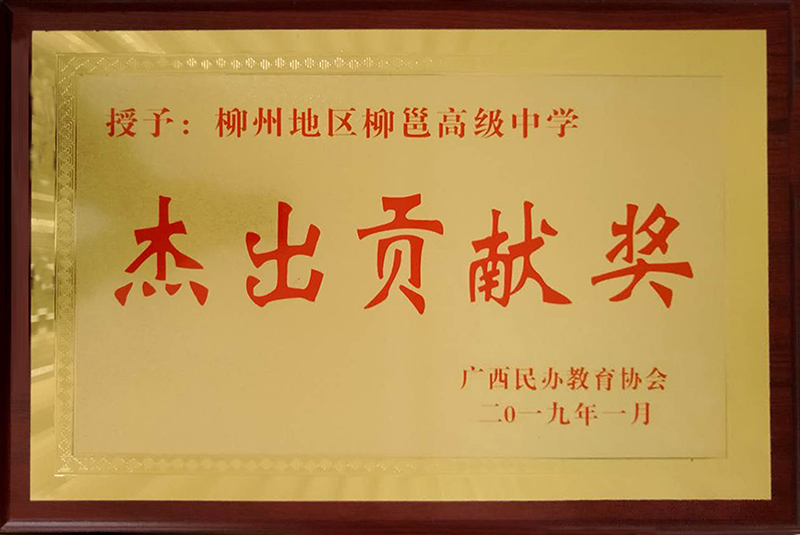 授予：柳州地区柳邕高级中学
杰出贡献奖
广西民办教育协会
二0一九年一月